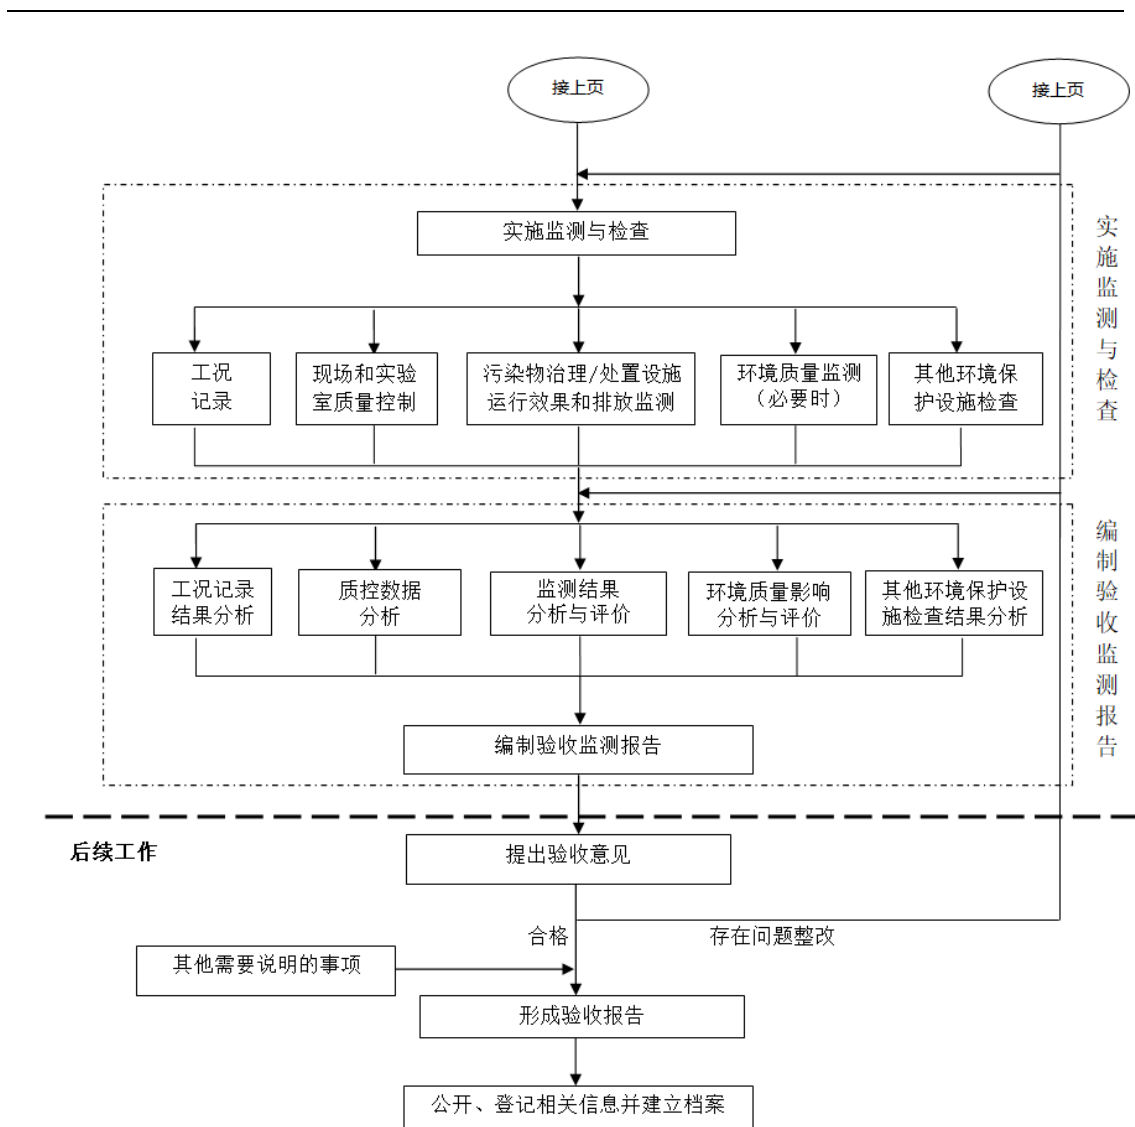 接上页
接上页
实施监测与检查
实施监测与检查
工况
记录
现场和实验
室质量控制
污染物治理/处置设施
运行效果和排放监测
环境质量监测
（必要时）
其他环境保
护设施检查
编制验收监测报告
工况记录
结果分析
质控数据
分析
监测结果
分析与评价
环境质量影响
分析与评价
其他环境保护设
施检查结果分析
编制验收监测报告
后续工作
提出验收意见
合格
存在问题整改
其他需要说明的事项
形成验收报告
公开、登记相关信息并建立档案